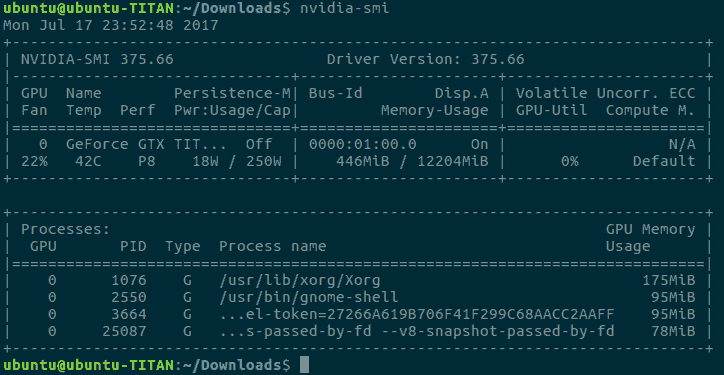 ubuntu@ubuntu-TITAN:~/Downloads$ nvidia-smi
Mon Jul 17 23:52:48 2017
+-----------------------------------------------------------------------------+
| NVIDIA-SMI 375.66                 Driver Version: 375.66                    |
|-------------------------------+----------------------+----------------------+
| GPU  Name        Persistence-M| Bus-Id        Disp.A | Volatile Uncorr. ECC |
| Fan  Temp  Perf  Pwr:Usage/Cap|         Memory-Usage | GPU-Util  Compute M. |
|===============================+======================+======================|
|   0  GeForce GTX TIT...  Off  | 0000:01:00.0      On |                  N/A |
| 22%   42C    P8    18W / 250W |    446MiB / 12204MiB |      0%      Default |
+-------------------------------+----------------------+----------------------+

+-----------------------------------------------------------------------------+
| Processes:                                                       GPU Memory |
|  GPU       PID  Type  Process name                               Usage      |
|=============================================================================|
|    0      1076    G   /usr/lib/xorg/Xorg                             175MiB |
|    0      2550    G   /usr/bin/gnome-shell                            95MiB |
|    0      3664    G   ...el-token=27266A619B706F41F299C68AACC2AAFF    95MiB |
|    0     25087    G   ...s-passed-by-fd --v8-snapshot-passed-by-fd    78MiB |
+-----------------------------------------------------------------------------+
ubuntu@ubuntu-TITAN:~/Downloads$